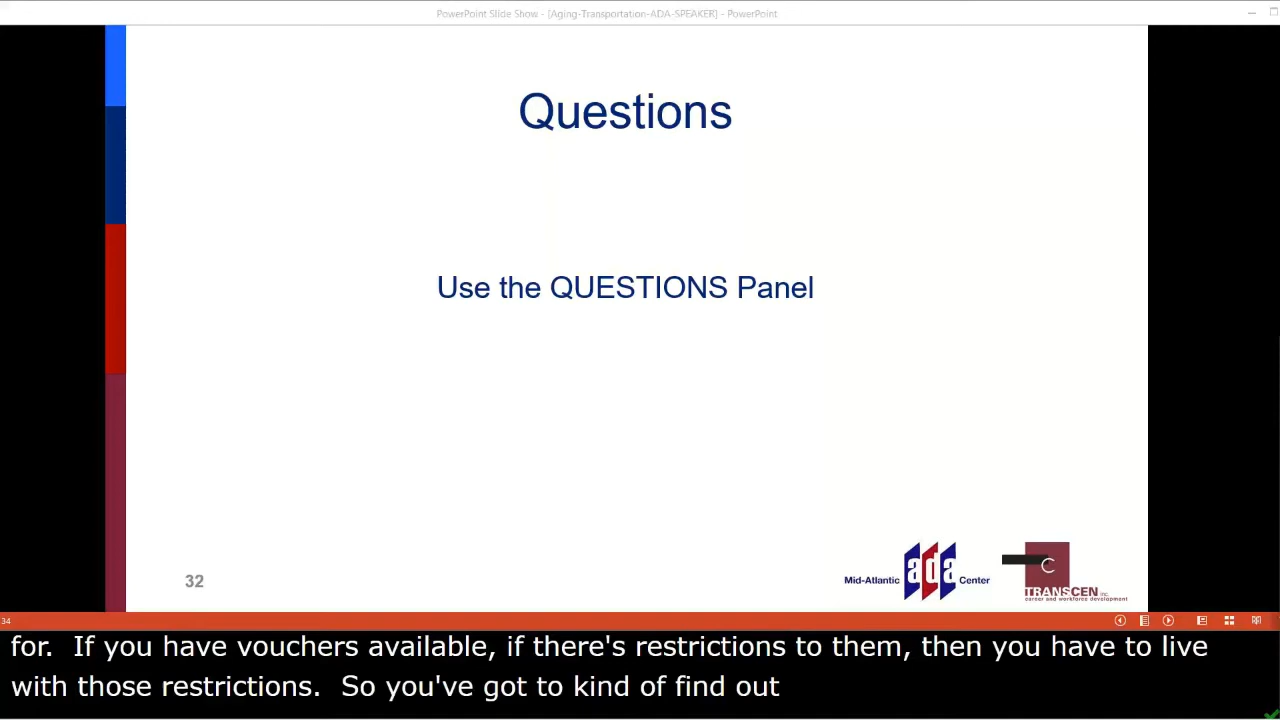 PowerPoint Slide Show - [Aging-Transportation-ADA-SPEAKER] - PowerPoint
Questions
Use the QUESTIONS Panel
32
Mid-Atlantic ada Center
C
TRANSCEN inc.
career and workforce development
34
for.  If you have vouchers available, if there's restrictions to them, then you have to live
with those restrictions.  So you've got to kind of find out